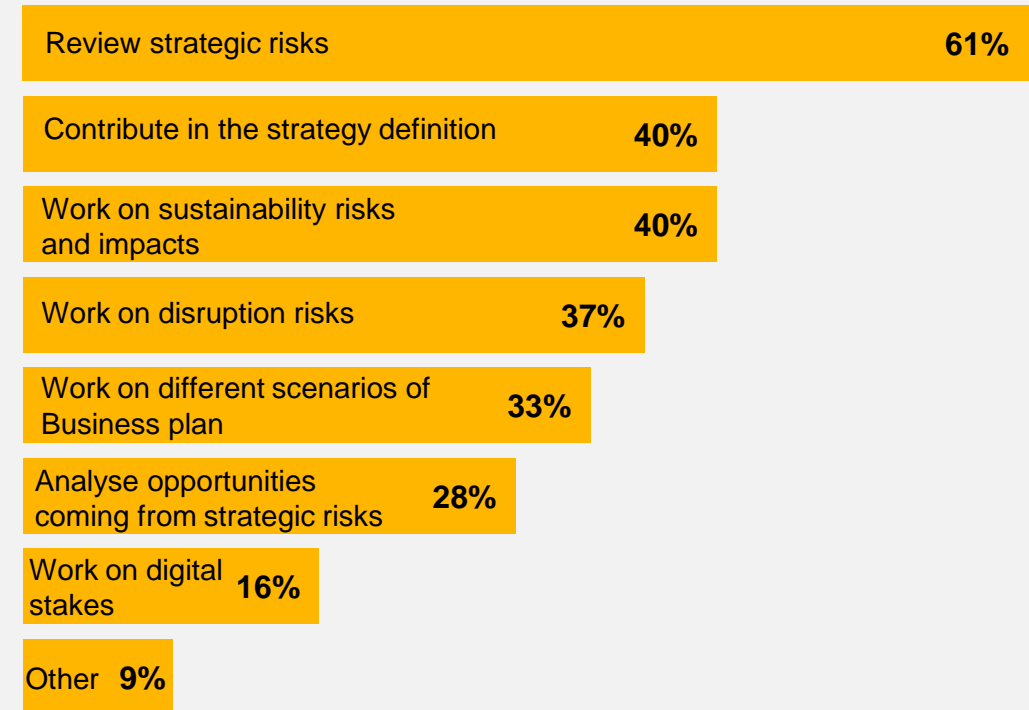 Review strategic risks 61%
Contribute in the strategy definition 40%
Work on sustainability risks
and impacts 40%
Work on disruption risks 37%
Work on different scenarios of
Business plan 33%
Analyse opportunities
coming from strategic risks 28%
Work on digital
stakes 16%
Other 9%